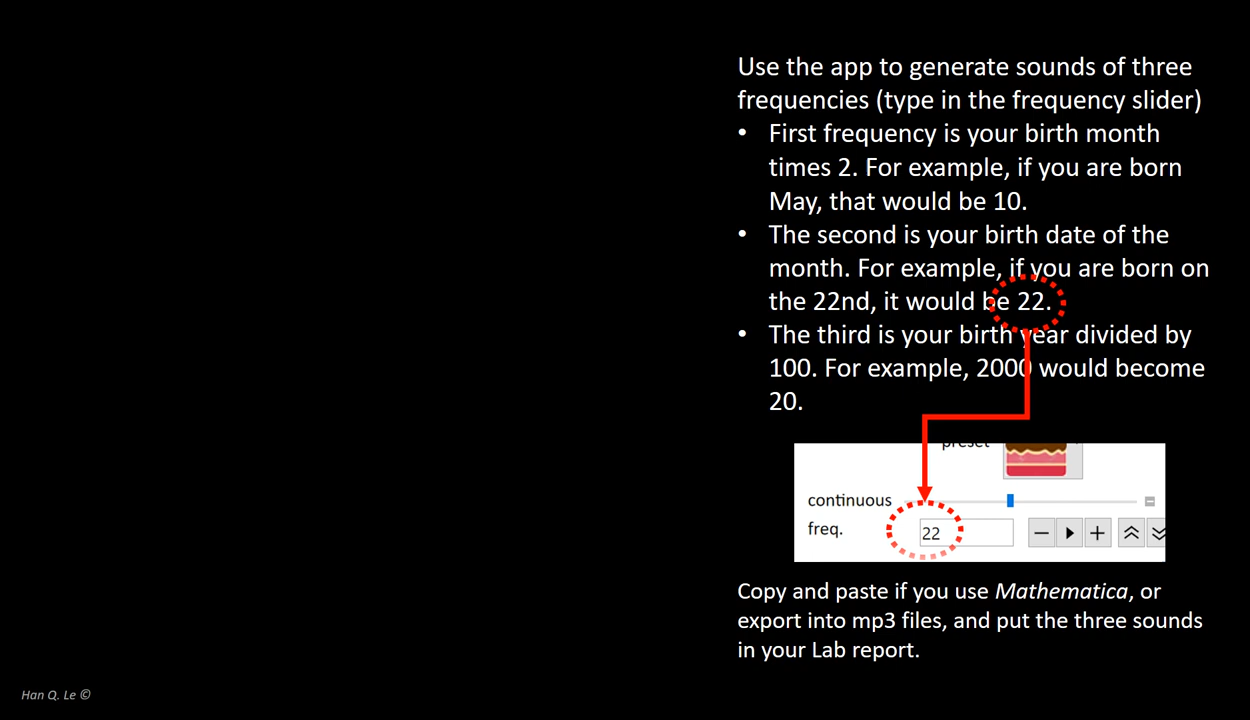 Use the app to generate sounds of three
frequencies (type in the frequency slider)
• First frequency is your birth month
times 2. For example, if you are born
May, that would be 10.
• The second is your birth date of the
month. For example, if you are born on
the 22nd, it would be 22.
• The third is your birth year divided by
100. For example, 2000 would become
20.
preset
continuous
freq.
22
Copy and paste if you use Mathematica, or
export into mp3 files, and put the three sounds
in your Lab report.
Han Q. Le ©